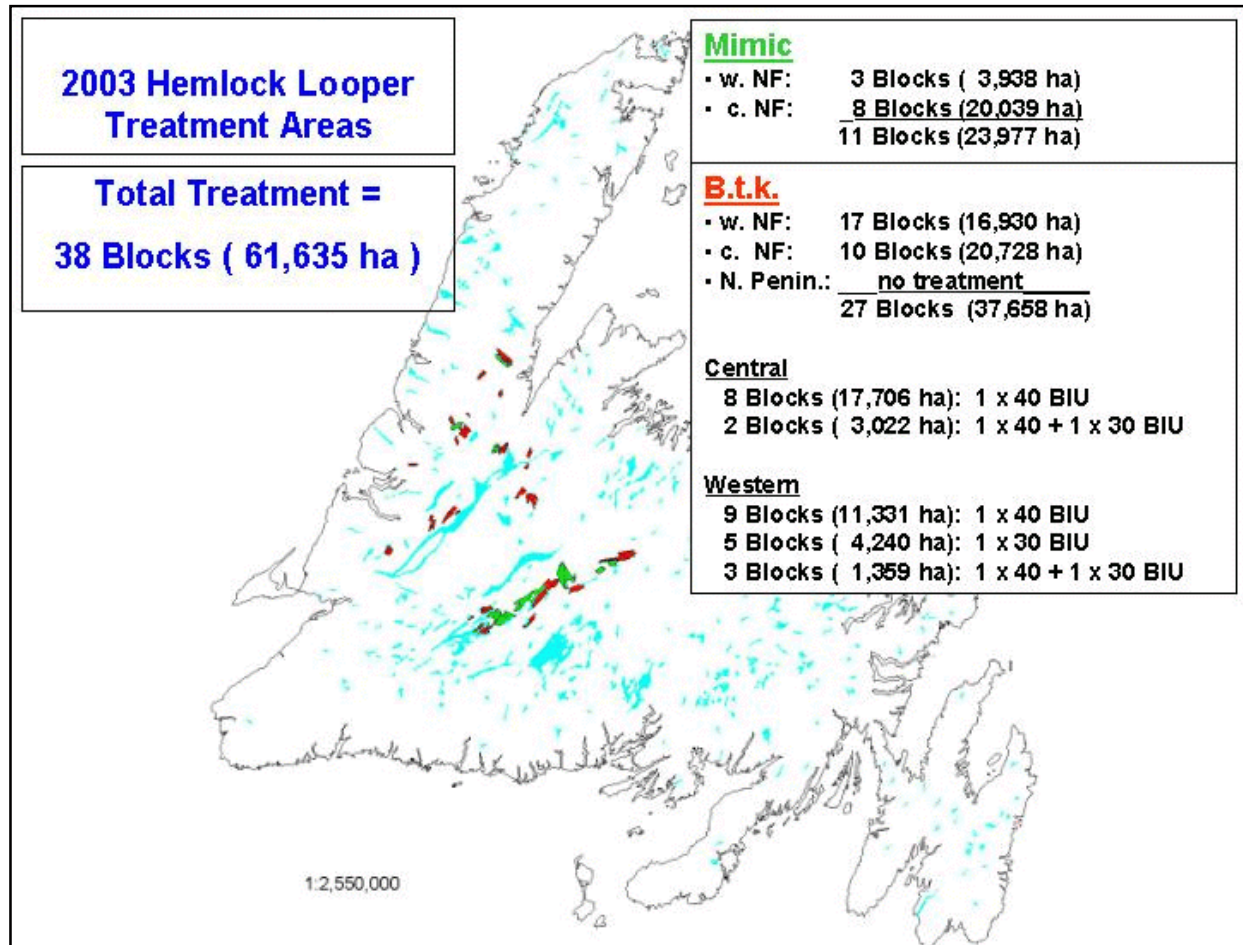 2003 Hemlock Looper
Treatment Areas
Total Treatment =
38 Blocks ( 61,635 ha )
Mimic
· w. NF: 3 Blocks ( 3,938 ha)
· c. NF: _8 Blocks (20,039 ha)
11 Blocks (23,977 ha)
B.t.k.
· w. NF: 17 Blocks (16,930 ha)
· c. NF: 10 Blocks (20,728 ha)
· N. Penin.: ___no treatment_____
27 Blocks (37,658 ha)
Central
8 Blocks (17,706 ha): 1 x 40 BIU
2 Blocks ( 3,022 ha): 1 x 40 + 1 x 30 BIU
Western
9 Blocks (11,331 ha): 1 x 40 BIU
5 Blocks ( 4,240 ha): 1 x 30 BIU
3 Blocks ( 1,359 ha): 1 x 40 + 1 x 30 BIU
1:2,550,000